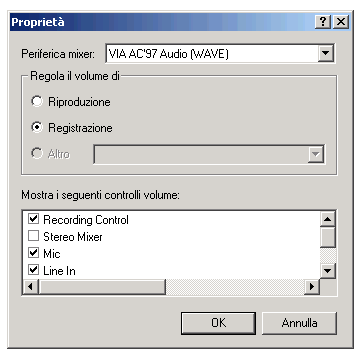 Proprietà
Periferica mixer: VIA AC'97 Audio (WAVE)
Regola il volume di
Riproduzione
Registrazione
Altro
Mostra i seguenti controlli volume:
Recording Control
Stereo Mixer
Mic
Line In
OK Annulla